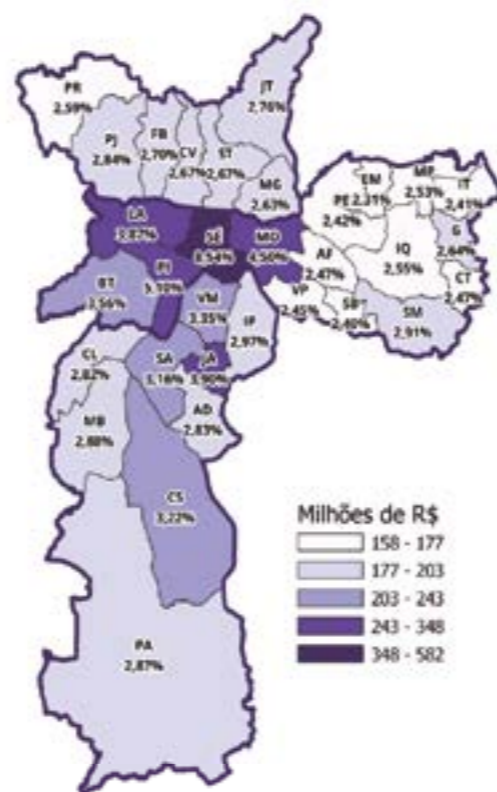 PR
2,59%
JT
2,76%
PJ
2,84%
FB
2,70%
CV
2,67%
ST
2,67%
MG
2,63%
EM
2,31%
MP
2,53%
IT
2,41%
PE
2,42%
G
2,64%
LA
3,87%
SÉ
8,54%
MO
4,50%
AF
2,47%
IQ
2,55%
CT
2,47%
BT
3,56%
PI
5,10%
VM
3,35%
IP
2,97%
VP
2,45%
SB
2,40%
SM
2,91%
CL
2,82%
SA
3,16%
JA
3,90%
MB
2,88%
AD
2,83%
CS
3,22%
PA
2,87%
Milhões de R$
158 - 177
177 - 203
203 - 243
243 - 348
348 - 582